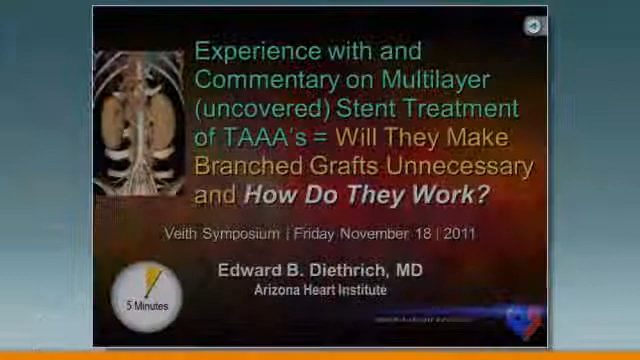 Experience with and
Commentary on Multilayer
(uncovered) Stent Treatment
of TAAA's = Will They Make
Branched Grafts Unnecessary
and How Do They Work?
Veith Symposium | Friday November 18 | 2011
Edward B. Diethrich, MD
Arizona Heart Institute
5 Minutes